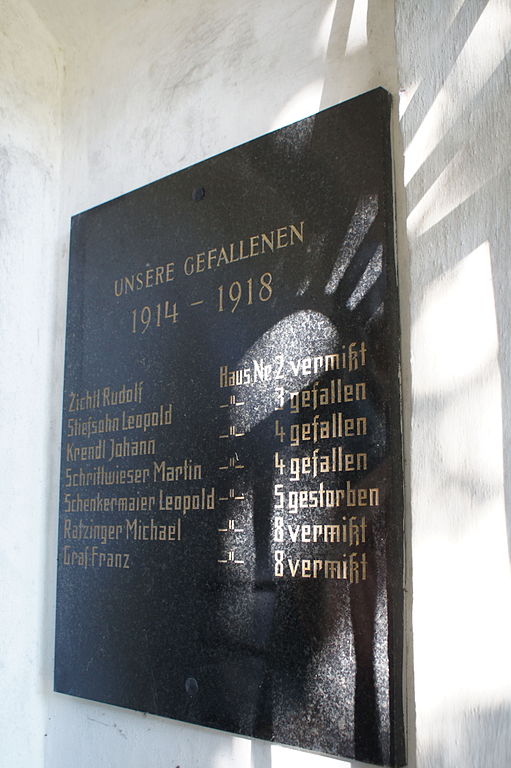 UNSERE GEFALLENEN
1914 – 1918
Zichtl Rudolf Haus Nr 2 vermißt
Stiefsohn Leopold -"- 3 gefallen
Krendl Johann -"- 4 gefallen
Schrittwieser Martin -"- 4 gefallen
Schenkermaier Leopold -"- 5 gestorben
Ratzinger Michael -"- 8 vermißt
Graf Franz -"- 8 vermißt